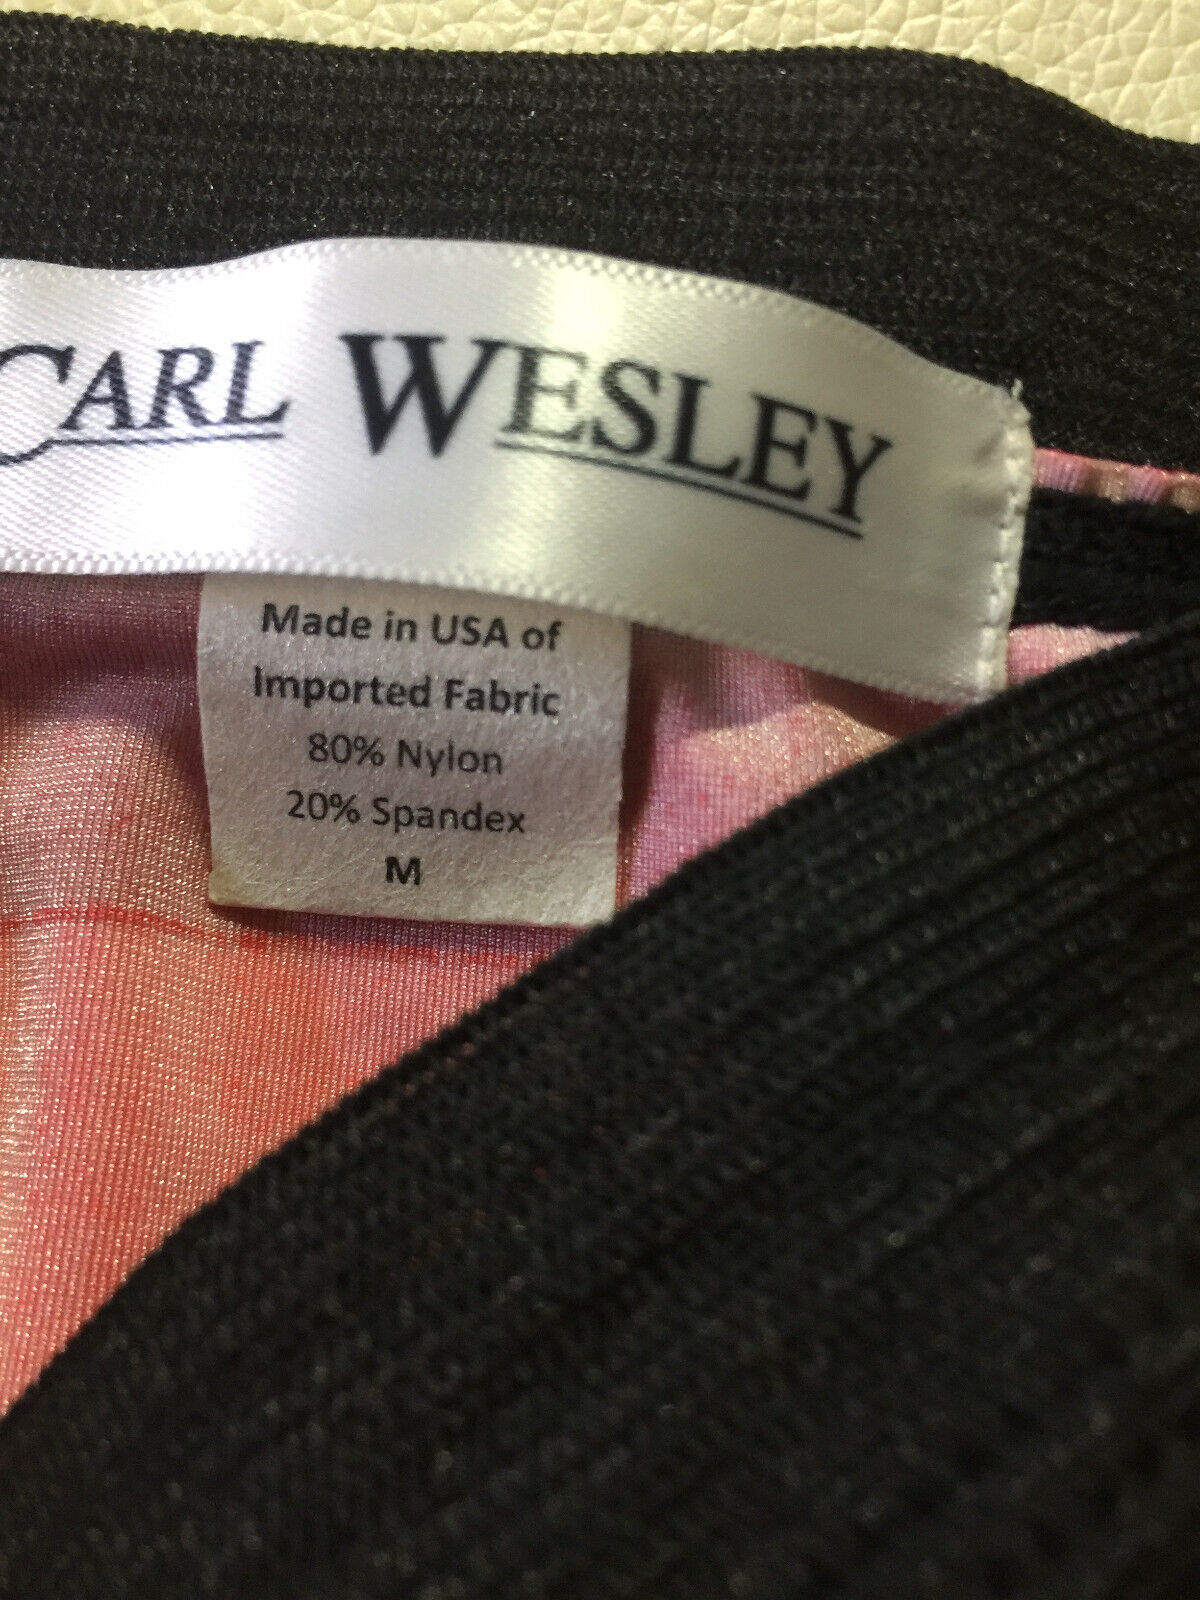 CARL WESLEY
Made in USA of
Imported Fabric
80% Nylon
20% Spandex
M